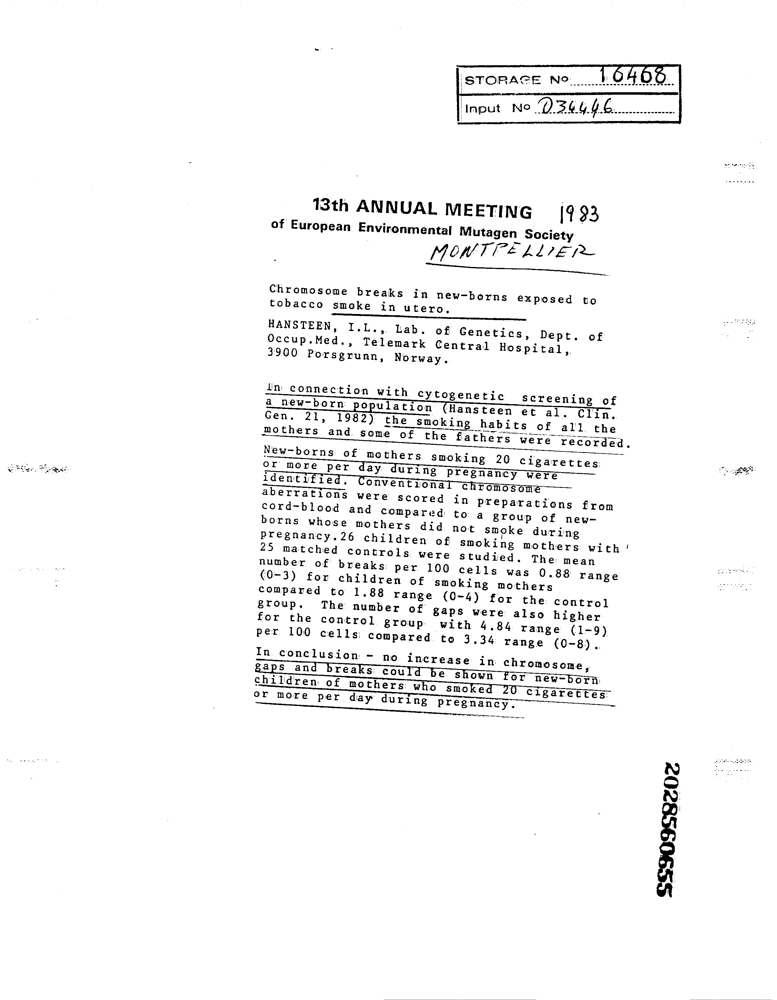 STORAGE No 16468
Input No 034446
13th ANNUAL MEETING 1983
of European Environmental Mutagen Society
MONTPELLIER
Chromosome breaks in new-borns exposed to
tobacco smoke in utero.
HANSTEEN, I.L., Lab. of Genetics, Dept. of
Occup.Med., Telemark Central Hospital,
3900 Porsgrunn, Norway.
In connection with cytogenetic screening of
a new-born population (Hansteen et al. Clin.
Gen. 21, 1982) the smoking habits of all the
mothers and some of the fathers were recorded.
New-borns of mothers smoking 20 cigarettes
or more per day during pregnancy were
identified. Conventional chromosome
aberrations were scored in preparations from
cord-blood and compared to a group of new-
borns whose mothers did not smoke during
pregnancy.26 children of smoking mothers with
25 matched controls were studied. The mean
number of breaks per 100 cells was 0.88 range
(0-3) for children of smoking mothers
compared to 1.88 range (0-4) for the control
group. The number of gaps were also higher
for the control group with 4.84 range (1-9)
per 100 cells compared to 3.34 range (0-8).
In conclusion - no increase in chromosome,
gaps and breaks could be shown for new-born
children of mothers who smoked 20 cigarettes
or more per day during pregnancy.
2028560655